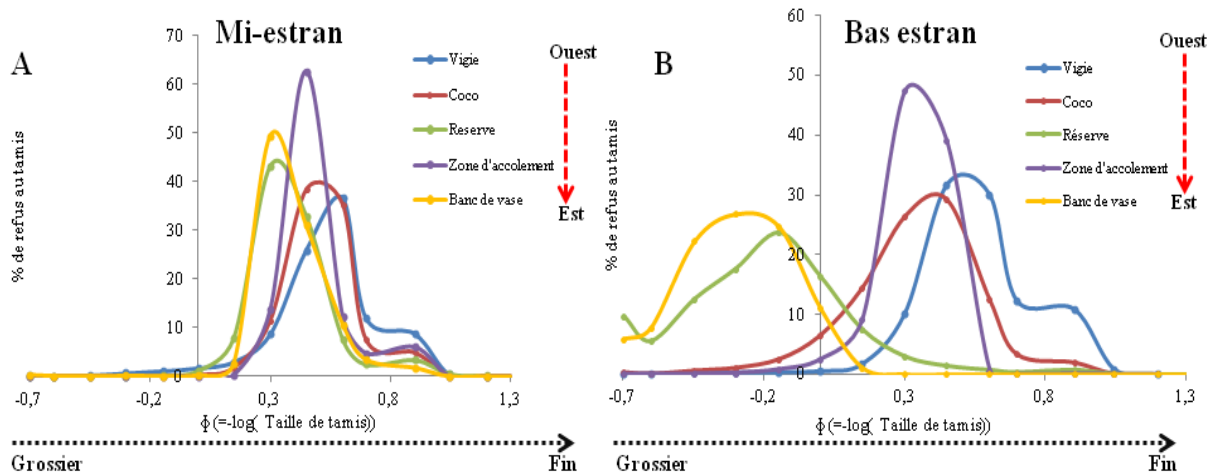 A
Mi-estran
% de refus au tamis
70
60
50
40
30
20
10
0
-0,7
-0,2
0,3
0,8
1,3
ϕ (=-log( Taille de tamis))
Vigie
Coco
Reserve
Zone d'accolement
Banc de vase
Ouest
Est
Grossier
Fin
B
Bas estran
% de refus au tamis
60
50
40
30
20
10
0
-0,7
-0,2
0,3
0,8
1,3
ϕ (=-log( Taille de tamis))
Vigie
Coco
Réserve
Zone d'accolement
Banc de vase
Ouest
Est
Grossier
Fin